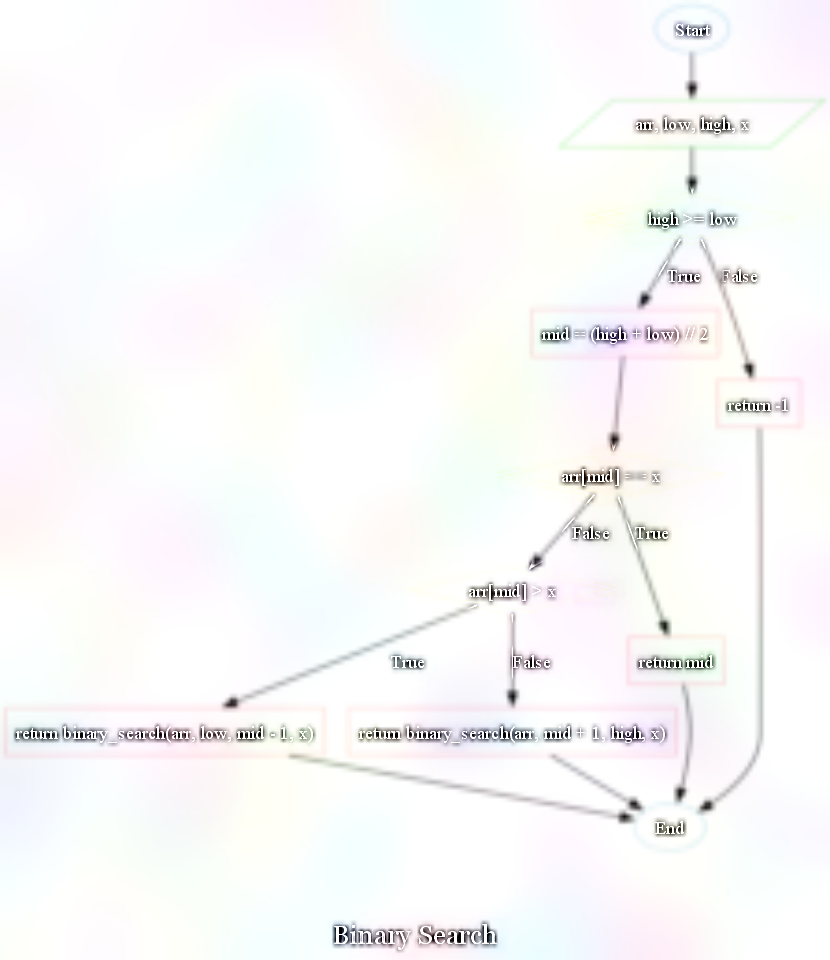 Start
arr, low, high, x
high >= low
True
False
mid = (high + low) // 2
return -1
arr[mid] == x
False
True
arr[mid] > x
True
False
return mid
return binary_search(arr, low, mid - 1, x)
return binary_search(arr, mid + 1, high, x)
End
Binary Search